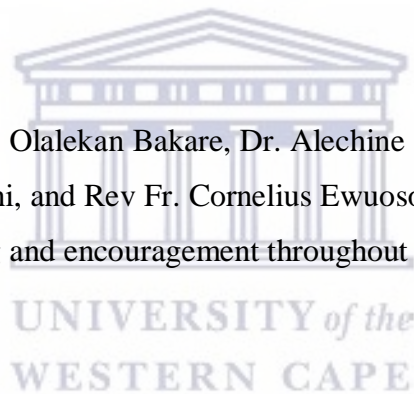 Olalekan Bakare, Dr. Alechine
ni, and Rev Fr. Cornelius Ewuoso
and encouragement throughout
UNIVERSITY of the
WESTERN CAPE